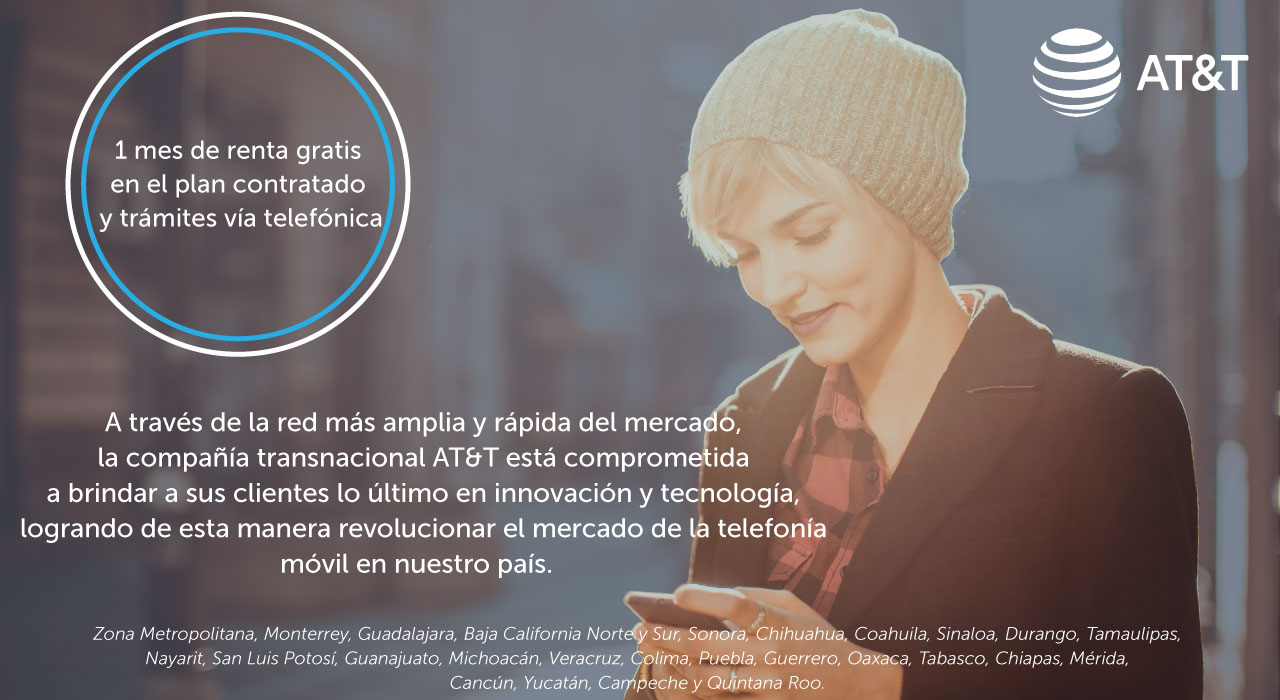 AT&T
1 mes de renta gratis
en el plan contratado
y trámites vía telefónica
A través de la red más amplia y rápida del mercado,
la compañía transnacional AT&T está comprometida
a brindar a sus clientes lo último en innovación y tecnología,
logrando de esta manera revolucionar el mercado de la telefonía
móvil en nuestro país.
Zona Metropolitana, Monterrey, Guadalajara, Baja California Norte y Sur, Sonora, Chihuahua, Coahuila, Sinaloa, Durango, Tamaulipas,
Nayarit, San Luis Potosí, Guanajuato, Michoacán, Veracruz, Colima, Puebla, Guerrero, Oaxaca, Tabasco, Chiapas, Mérida,
Cancún, Yucatán, Campeche y Quintana Roo.